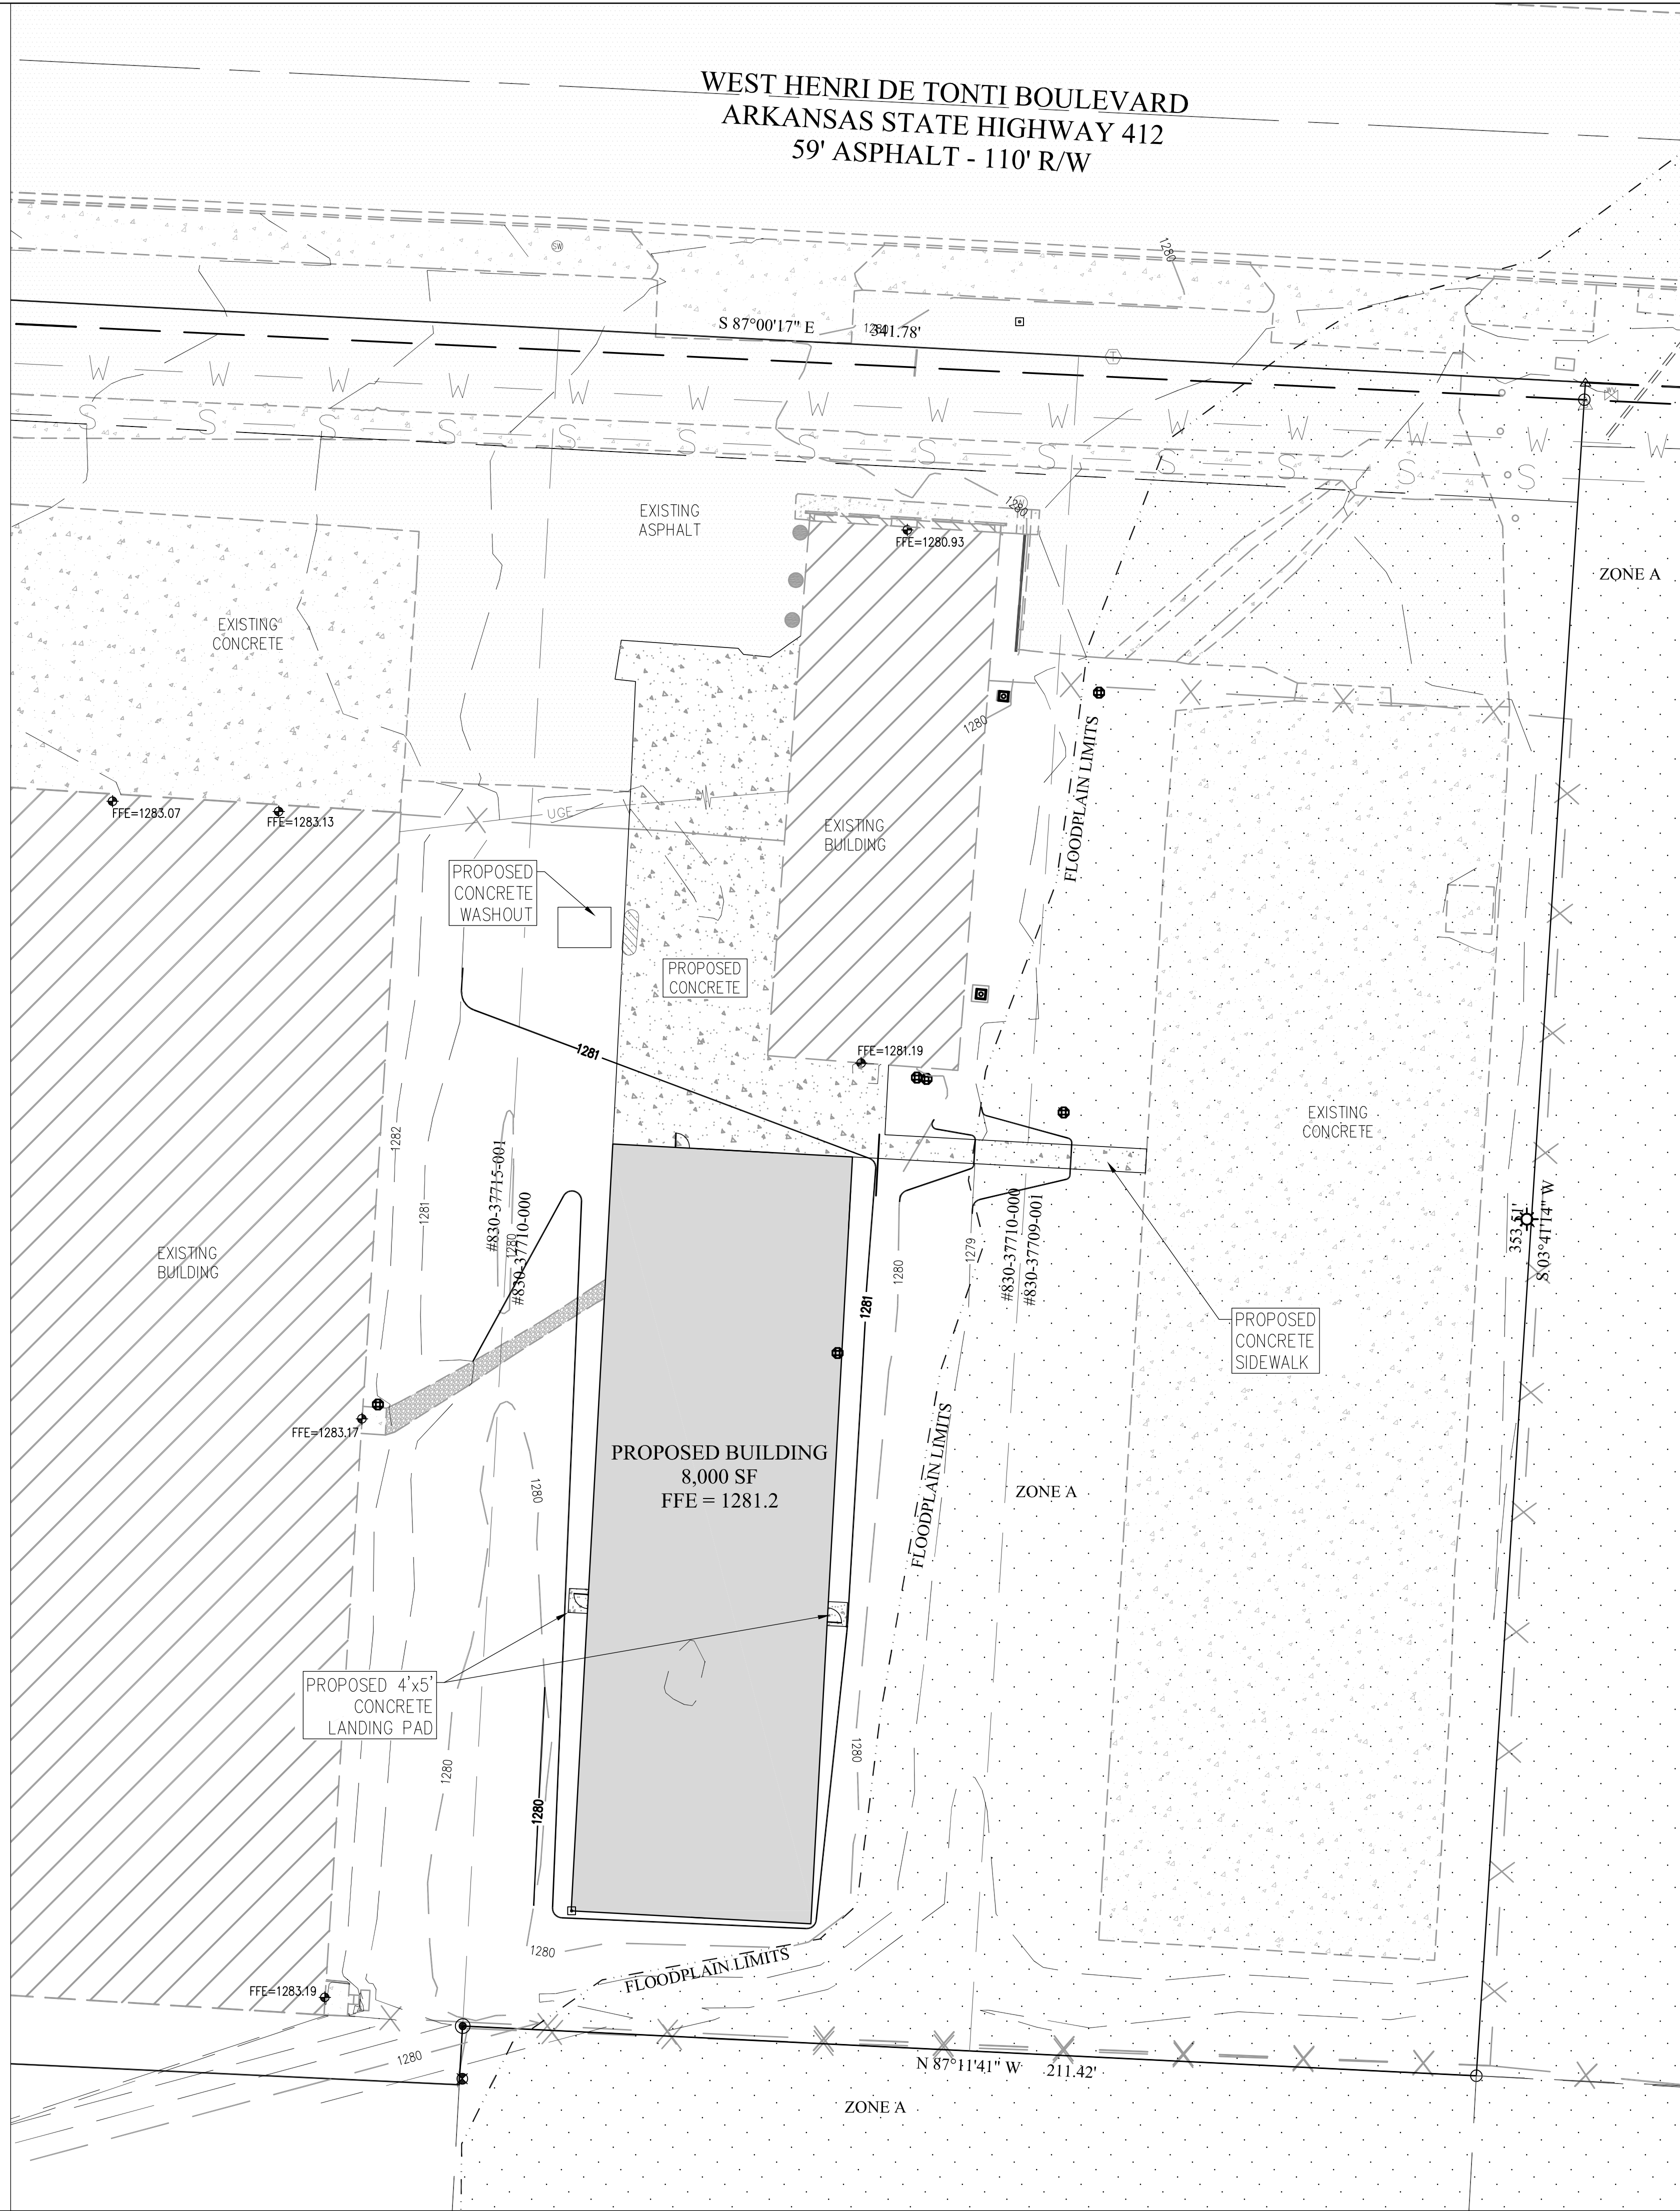 WEST HENRI DE TONTI BOULEVARD
ARKANSAS STATE HIGHWAY 412
59' ASPHALT - 110' R/W
SW
1280
S 87°00'17" E
341.78'
T
W W W W W W W W W W W W W
S S S S S S S S S S S S S
EXISTING
ASPHALT
1280
FFE=1280.93
ZONE A
EXISTING
CONCRETE
1280
FLOODPLAIN LIMITS
FFE=1283.07
FFE=1283.13
UGE
EXISTING
BUILDING
PROPOSED
CONCRETE
WASHOUT
PROPOSED
CONCRETE
1281
FFE=1281.19
EXISTING
CONCRETE
1282
#830-37715-001
#830-37710-000
1281
1280
1280
1279
#830-37710-000
#830-37709-001
353.51'
S 03°41'14" W
EXISTING
BUILDING
1281
PROPOSED
CONCRETE
SIDEWALK
FFE=1283.17
PROPOSED BUILDING
8,000 SF
FFE = 1281.2
1280
FLOODPLAIN LIMITS
ZONE A
PROPOSED 4'x5'
CONCRETE
LANDING PAD
1280
1280
1280
1280
FLOODPLAIN LIMITS
FFE=1283.19
1280
N 87°11'41" W
211.42'
ZONE A